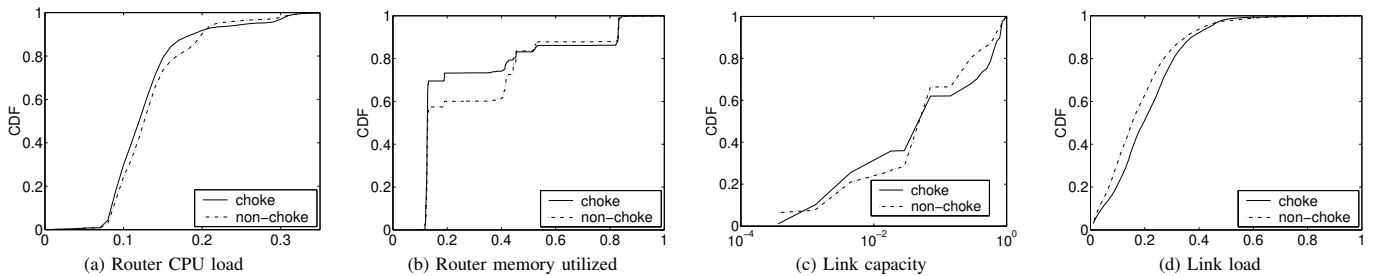 1
0.8
0.6
0.4
0.2
0
CDF
0 0.1 0.2 0.3
choke
non-choke
(a) Router CPU load
1
0.8
0.6
0.4
0.2
0
CDF
0 0.2 0.4 0.6 0.8 1
choke
non-choke
(b) Router memory utilized
1
0.8
0.6
0.4
0.2
0
CDF
10⁻⁴ 10⁻² 10⁰
choke
non-choke
(c) Link capacity
1
0.8
0.6
0.4
0.2
0
CDF
0 0.2 0.4 0.6 0.8 1
choke
non-choke
(d) Link load